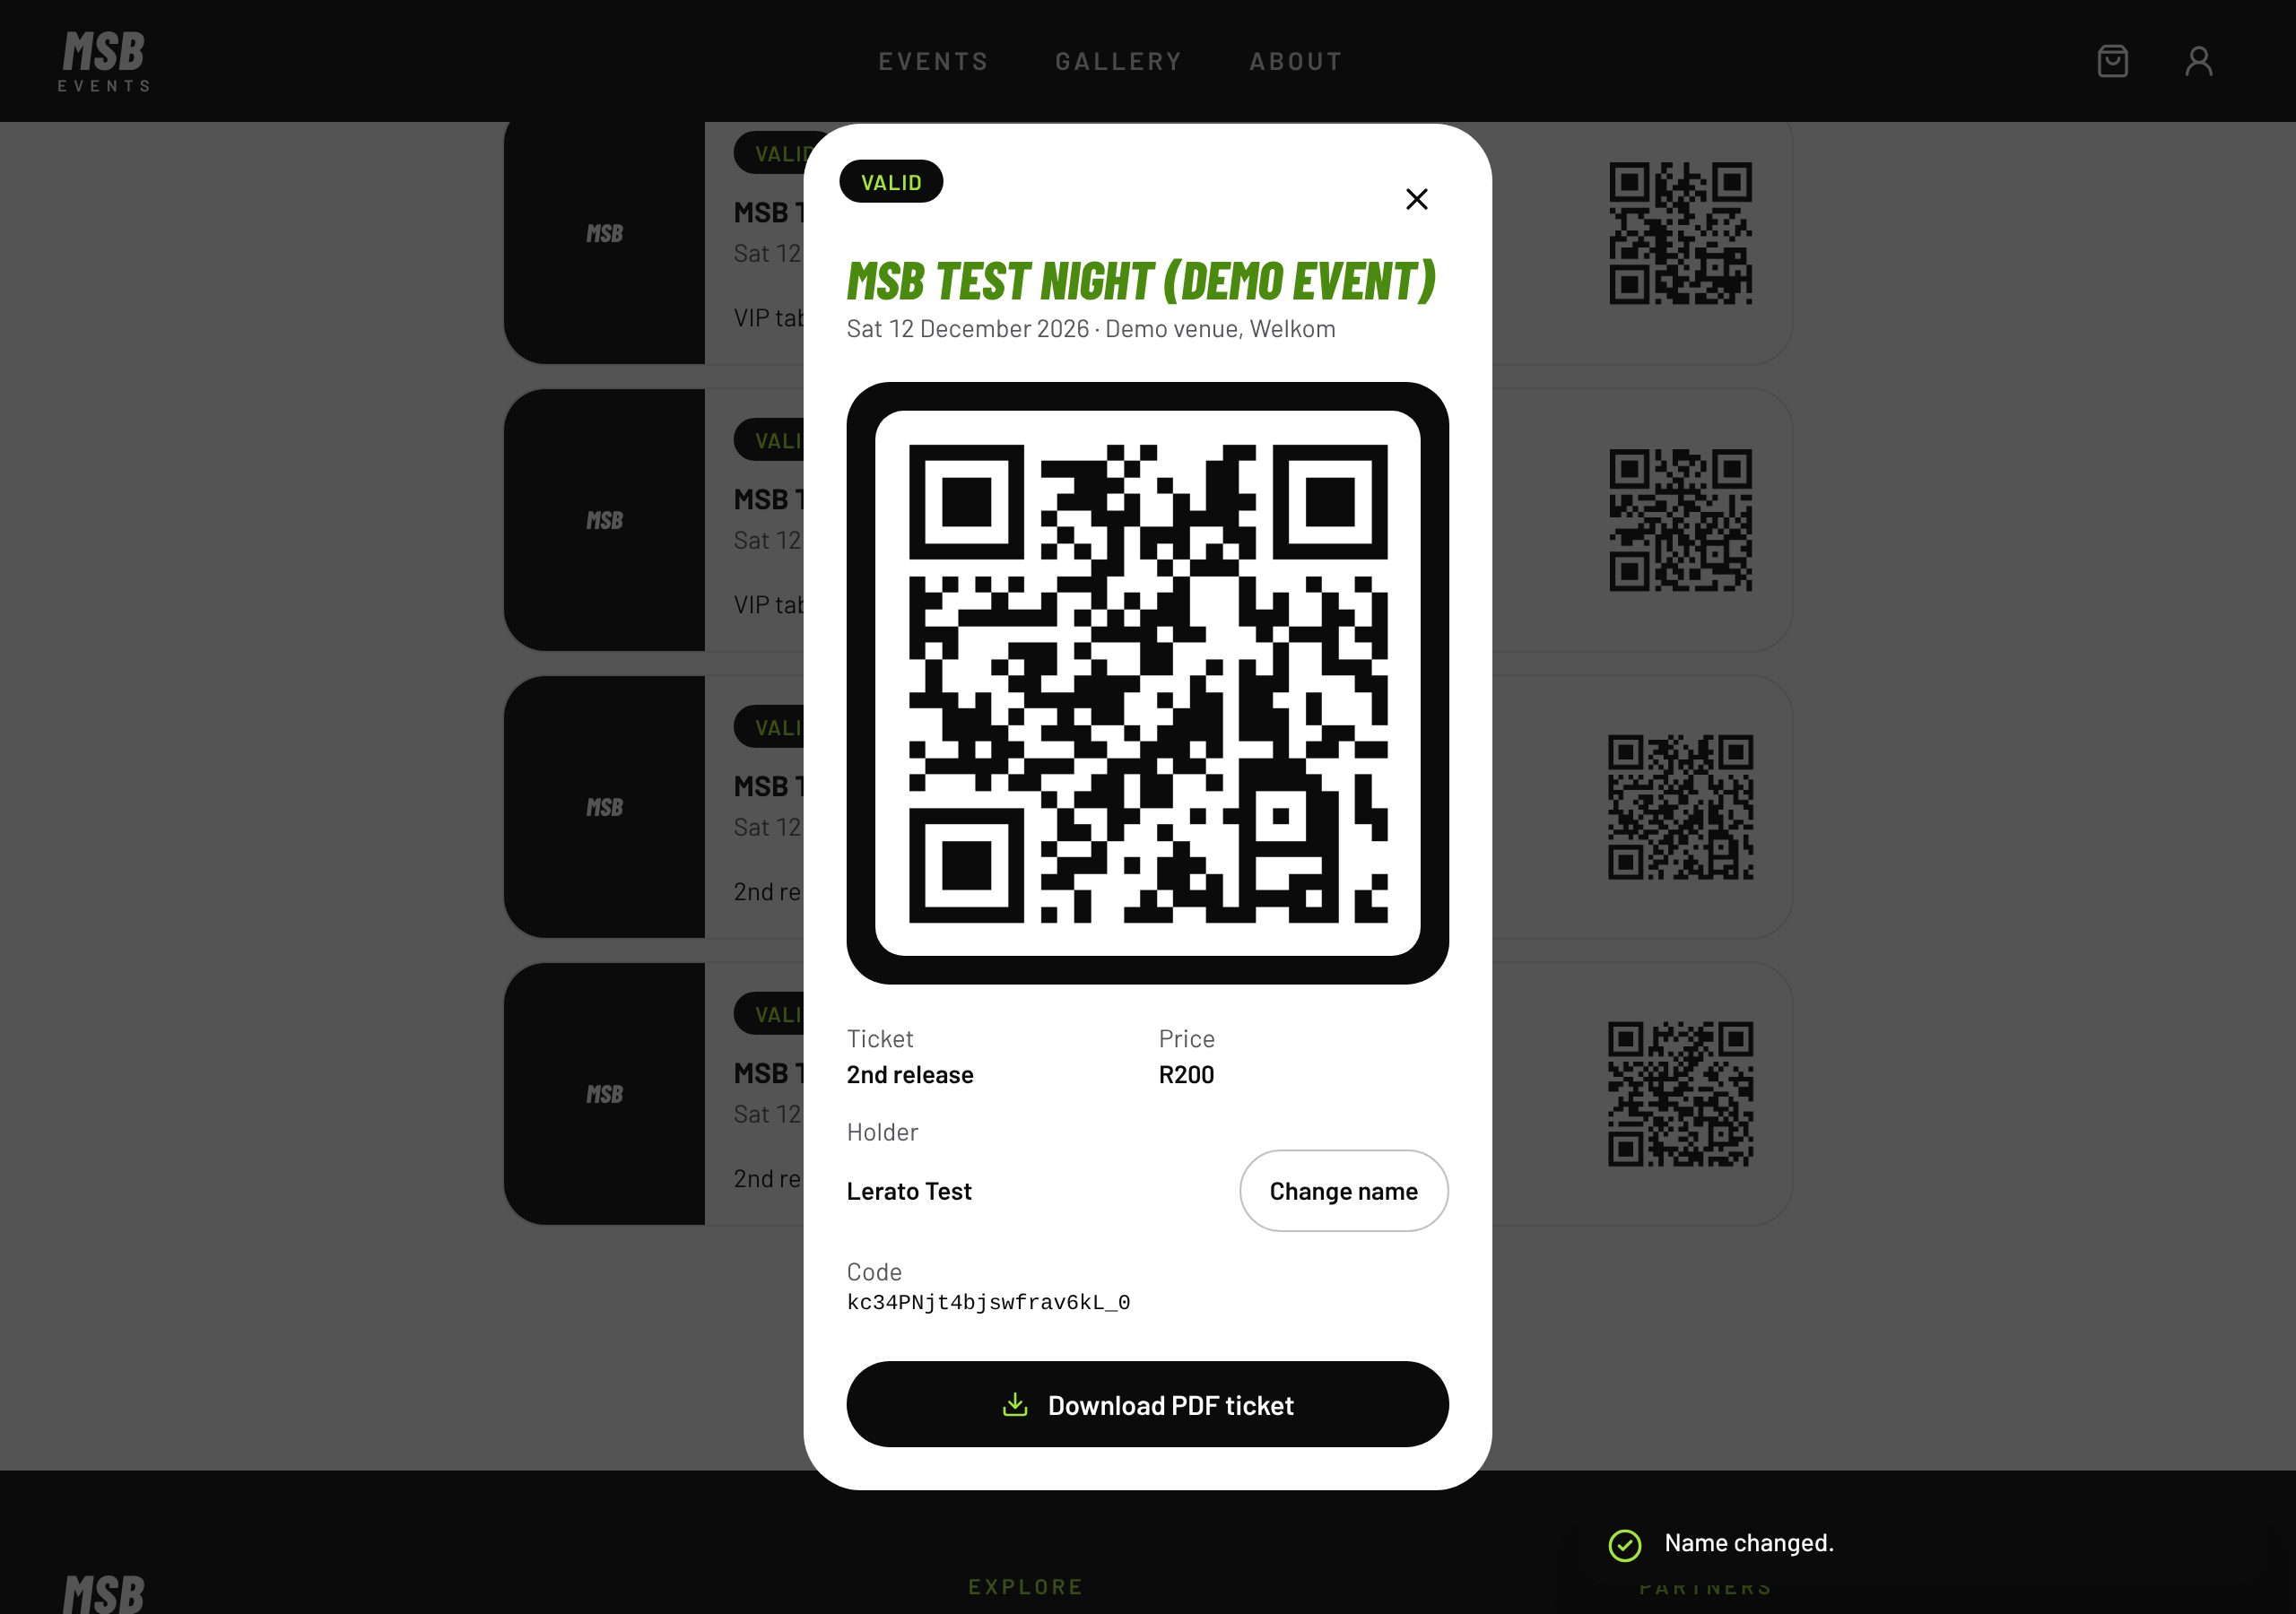 MSB
EVENTS
EVENTS GALLERY ABOUT
VALID
MSB T
Sat 12
VIP tab
MSB
VALI
MSB T
Sat 12
VIP tab
MSB
VALI
MSB T
Sat 12
2nd re
MSB
VALI
MSB T
Sat 12
2nd re
MSB
VALID
MSB TEST NIGHT (DEMO EVENT)
Sat 12 December 2026 · Demo venue, Welkom
Ticket Price
2nd release R200
Holder
Lerato Test Change name
Code
kc34PNjt4bjswfrav6kL_0
Download PDF ticket
Name changed.
MSB
EXPLORE
PARTNERS